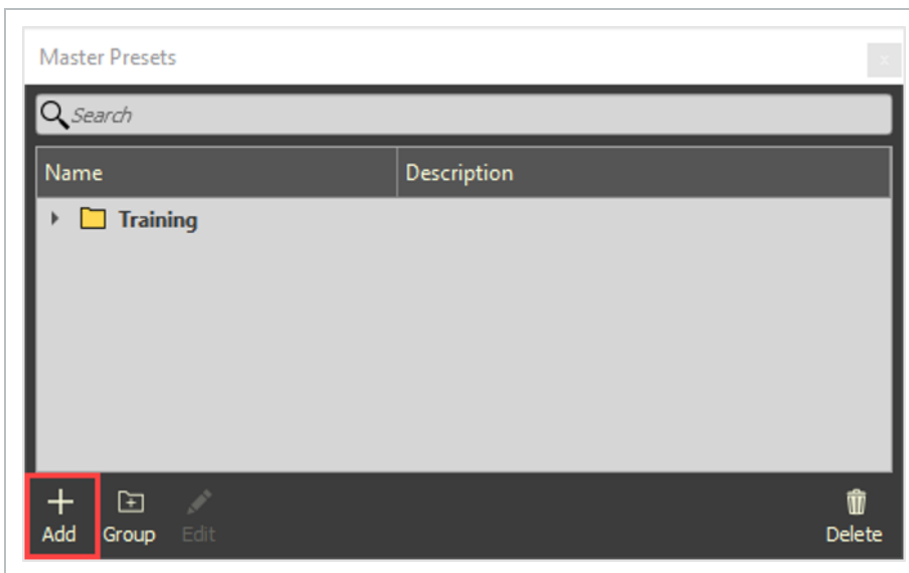 Master Presets
Search
Name Description
Training
Add Group Edit Delete